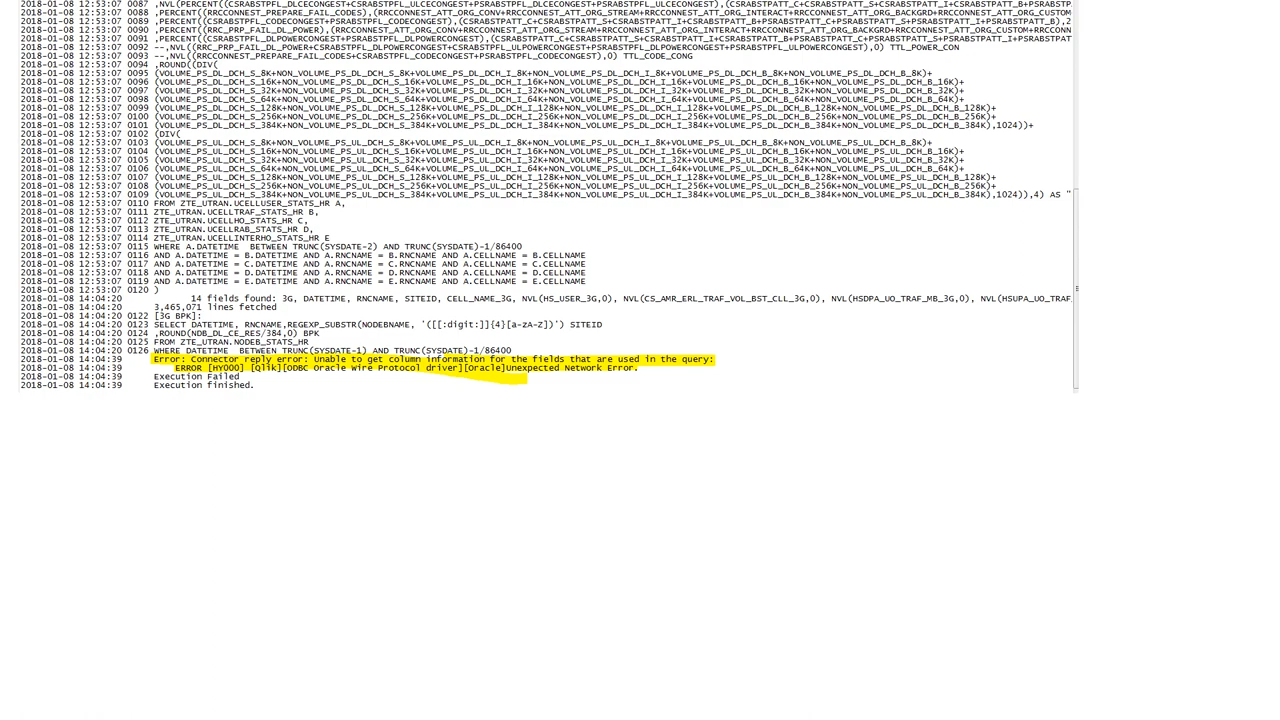 2018-01-08 12:53:07 0087 ,NVL(PERCENT((CSRABSTPFL_DLCECONGEST+CSRABSTPFL_ULCECONGEST+PSRABSTPFL_DLCECONGEST+PSRABSTPFL_ULCECONGEST),(CSRABSTPATT_C+CSRABSTPATT_S+CSRABSTPATT_I+CSRABSTPATT_B+PSRABST
2018-01-08 12:53:07 0088 ,PERCENT((RRCCONNEST_PREPARE_FAIL_CODES),(RRCCONNEST_ATT_ORG_CONV+RRCCONNEST_ATT_ORG_STREAM+RRCCONNEST_ATT_ORG_INTERACT+RRCCONNEST_ATT_ORG_BACKGRD+RRCCONNEST_ATT_ORG_CUSTOM
2018-01-08 12:53:07 0089 ,PERCENT((CSRABSTPFL_CODECONGEST+PSRABSTPFL_CODECONGEST),(CSRABSTPATT_C+CSRABSTPATT_S+CSRABSTPATT_I+CSRABSTPATT_B+PSRABSTPATT_C+PSRABSTPATT_S+PSRABSTPATT_I+PSRABSTPATT_B),2
2018-01-08 12:53:07 0090 ,PERCENT((RRC_PRP_FAIL_DL_POWER),(RRCCONNEST_ATT_ORG_CONV+RRCCONNEST_ATT_ORG_STREAM+RRCCONNEST_ATT_ORG_INTERACT+RRCCONNEST_ATT_ORG_BACKGRD+RRCCONNEST_ATT_ORG_CUSTOM+RRCCONN
2018-01-08 12:53:07 0091 ,PERCENT((CSRABSTPFL_DLPOWERCONGEST+PSRABSTPFL_DLPOWERCONGEST),(CSRABSTPATT_C+CSRABSTPATT_S+CSRABSTPATT_I+CSRABSTPATT_B+PSRABSTPATT_C+PSRABSTPATT_S+PSRABSTPATT_I+PSRABSTPAT
2018-01-08 12:53:07 0092 --,NVL((RRC_PRP_FAIL_DL_POWER+CSRABSTPFL_DLPOWERCONGEST+CSRABSTPFL_ULPOWERCONGEST+PSRABSTPFL_DLPOWERCONGEST+PSRABSTPFL_ULPOWERCONGEST),0) TTL_POWER_CON
2018-01-08 12:53:07 0093 --,NVL((RRCCONNEST_PREPARE_FAIL_CODES+CSRABSTPFL_CODECONGEST+PSRABSTPFL_CODECONGEST),0) TTL_CODE_CONG
2018-01-08 12:53:07 0094 ,ROUND((DIV(
2018-01-08 12:53:07 0095 (VOLUME_PS_DL_DCH_S_8K+NON_VOLUME_PS_DL_DCH_S_8K+VOLUME_PS_DL_DCH_I_8K+NON_VOLUME_PS_DL_DCH_I_8K+VOLUME_PS_DL_DCH_B_8K+NON_VOLUME_PS_DL_DCH_B_8K)+
2018-01-08 12:53:07 0096 (VOLUME_PS_DL_DCH_S_16K+NON_VOLUME_PS_DL_DCH_S_16K+VOLUME_PS_DL_DCH_I_16K+NON_VOLUME_PS_DL_DCH_I_16K+VOLUME_PS_DL_DCH_B_16K+NON_VOLUME_PS_DL_DCH_B_16K)+
2018-01-08 12:53:07 0097 (VOLUME_PS_DL_DCH_S_32K+NON_VOLUME_PS_DL_DCH_S_32K+VOLUME_PS_DL_DCH_I_32K+NON_VOLUME_PS_DL_DCH_I_32K+VOLUME_PS_DL_DCH_B_32K+NON_VOLUME_PS_DL_DCH_B_32K)+
2018-01-08 12:53:07 0098 (VOLUME_PS_DL_DCH_S_64K+NON_VOLUME_PS_DL_DCH_S_64K+VOLUME_PS_DL_DCH_I_64K+NON_VOLUME_PS_DL_DCH_I_64K+VOLUME_PS_DL_DCH_B_64K+NON_VOLUME_PS_DL_DCH_B_64K)+
2018-01-08 12:53:07 0099 (VOLUME_PS_DL_DCH_S_128K+NON_VOLUME_PS_DL_DCH_S_128K+VOLUME_PS_DL_DCH_I_128K+NON_VOLUME_PS_DL_DCH_I_128K+VOLUME_PS_DL_DCH_B_128K+NON_VOLUME_PS_DL_DCH_B_128K)+
2018-01-08 12:53:07 0100 (VOLUME_PS_DL_DCH_S_256K+NON_VOLUME_PS_DL_DCH_S_256K+VOLUME_PS_DL_DCH_I_256K+NON_VOLUME_PS_DL_DCH_I_256K+VOLUME_PS_DL_DCH_B_256K+NON_VOLUME_PS_DL_DCH_B_256K)+
2018-01-08 12:53:07 0101 (VOLUME_PS_DL_DCH_S_384K+NON_VOLUME_PS_DL_DCH_S_384K+VOLUME_PS_DL_DCH_I_384K+NON_VOLUME_PS_DL_DCH_I_384K+VOLUME_PS_DL_DCH_B_384K+NON_VOLUME_PS_DL_DCH_B_384K),1024))+
2018-01-08 12:53:07 0102 (DIV(
2018-01-08 12:53:07 0103 (VOLUME_PS_UL_DCH_S_8K+NON_VOLUME_PS_UL_DCH_S_8K+VOLUME_PS_UL_DCH_I_8K+NON_VOLUME_PS_UL_DCH_I_8K+VOLUME_PS_UL_DCH_B_8K+NON_VOLUME_PS_UL_DCH_B_8K)+
2018-01-08 12:53:07 0104 (VOLUME_PS_UL_DCH_S_16K+NON_VOLUME_PS_UL_DCH_S_16K+VOLUME_PS_UL_DCH_I_16K+NON_VOLUME_PS_UL_DCH_I_16K+VOLUME_PS_UL_DCH_B_16K+NON_VOLUME_PS_UL_DCH_B_16K)+
2018-01-08 12:53:07 0105 (VOLUME_PS_UL_DCH_S_32K+NON_VOLUME_PS_UL_DCH_S_32K+VOLUME_PS_UL_DCH_I_32K+NON_VOLUME_PS_UL_DCH_I_32K+VOLUME_PS_UL_DCH_B_32K+NON_VOLUME_PS_UL_DCH_B_32K)+
2018-01-08 12:53:07 0106 (VOLUME_PS_UL_DCH_S_64K+NON_VOLUME_PS_UL_DCH_S_64K+VOLUME_PS_UL_DCH_I_64K+NON_VOLUME_PS_UL_DCH_I_64K+VOLUME_PS_UL_DCH_B_64K+NON_VOLUME_PS_UL_DCH_B_64K)+
2018-01-08 12:53:07 0107 (VOLUME_PS_UL_DCH_S_128K+NON_VOLUME_PS_UL_DCH_S_128K+VOLUME_PS_UL_DCH_I_128K+NON_VOLUME_PS_UL_DCH_I_128K+VOLUME_PS_UL_DCH_B_128K+NON_VOLUME_PS_UL_DCH_B_128K)+
2018-01-08 12:53:07 0108 (VOLUME_PS_UL_DCH_S_256K+NON_VOLUME_PS_UL_DCH_S_256K+VOLUME_PS_UL_DCH_I_256K+NON_VOLUME_PS_UL_DCH_I_256K+VOLUME_PS_UL_DCH_B_256K+NON_VOLUME_PS_UL_DCH_B_256K)+
2018-01-08 12:53:07 0109 (VOLUME_PS_UL_DCH_S_384K+NON_VOLUME_PS_UL_DCH_S_384K+VOLUME_PS_UL_DCH_I_384K+NON_VOLUME_PS_UL_DCH_I_384K+VOLUME_PS_UL_DCH_B_384K+NON_VOLUME_PS_UL_DCH_B_384K),1024)),4) AS "
2018-01-08 12:53:07 0110 FROM ZTE_UTRAN.UCELLUSER_STATS_HR A,
2018-01-08 12:53:07 0111 ZTE_UTRAN.UCELLTRAF_STATS_HR B,
2018-01-08 12:53:07 0112 ZTE_UTRAN.UCELLHO_STATS_HR C,
2018-01-08 12:53:07 0113 ZTE_UTRAN.UCELLRAB_STATS_HR D,
2018-01-08 12:53:07 0114 ZTE_UTRAN.UCELLINTERHO_STATS_HR E
2018-01-08 12:53:07 0115 WHERE A.DATETIME BETWEEN TRUNC(SYSDATE-2) AND TRUNC(SYSDATE)-1/86400
2018-01-08 12:53:07 0116 AND A.DATETIME = B.DATETIME AND A.RNCNAME = B.RNCNAME AND A.CELLNAME = B.CELLNAME
2018-01-08 12:53:07 0117 AND A.DATETIME = C.DATETIME AND A.RNCNAME = C.RNCNAME AND A.CELLNAME = C.CELLNAME
2018-01-08 12:53:07 0118 AND A.DATETIME = D.DATETIME AND A.RNCNAME = D.RNCNAME AND A.CELLNAME = D.CELLNAME
2018-01-08 12:53:07 0119 AND A.DATETIME = E.DATETIME AND A.RNCNAME = E.RNCNAME AND A.CELLNAME = E.CELLNAME
2018-01-08 12:53:07 0120 )
2018-01-08 14:04:20 14 fields found: 3G, DATETIME, RNCNAME, SITEID, CELL_NAME_3G, NVL(HS_USER_3G,0), NVL(CS_AMR_ERL_TRAF_VOL_BST_CLL_3G,0), NVL(HSDPA_UO_TRAF_MB_3G,0), NVL(HSUPA_UO_TRAF
2018-01-08 14:04:20 3,465,071 lines fetched
2018-01-08 14:04:20 0122 [3G BPK]:
2018-01-08 14:04:20 0123 SELECT DATETIME, RNCNAME,REGEXP_SUBSTR(NODEBNAME, '([[:digit:]]{4}[a-zA-Z])') SITEID
2018-01-08 14:04:20 0124 ,ROUND(NDB_DL_CE_RES/384,0) BPK
2018-01-08 14:04:20 0125 FROM ZTE_UTRAN.NODEB_STATS_HR
2018-01-08 14:04:20 0126 WHERE DATETIME BETWEEN TRUNC(SYSDATE-1) AND TRUNC(SYSDATE)-1/86400
2018-01-08 14:04:39 Error: Connector reply error: Unable to get column information for the fields that are used in the query:
2018-01-08 14:04:39 ERROR [HY000] [Qlik][ODBC Oracle Wire Protocol driver][Oracle]Unexpected Network Error.
2018-01-08 14:04:39 Execution Failed
2018-01-08 14:04:39 Execution finished.